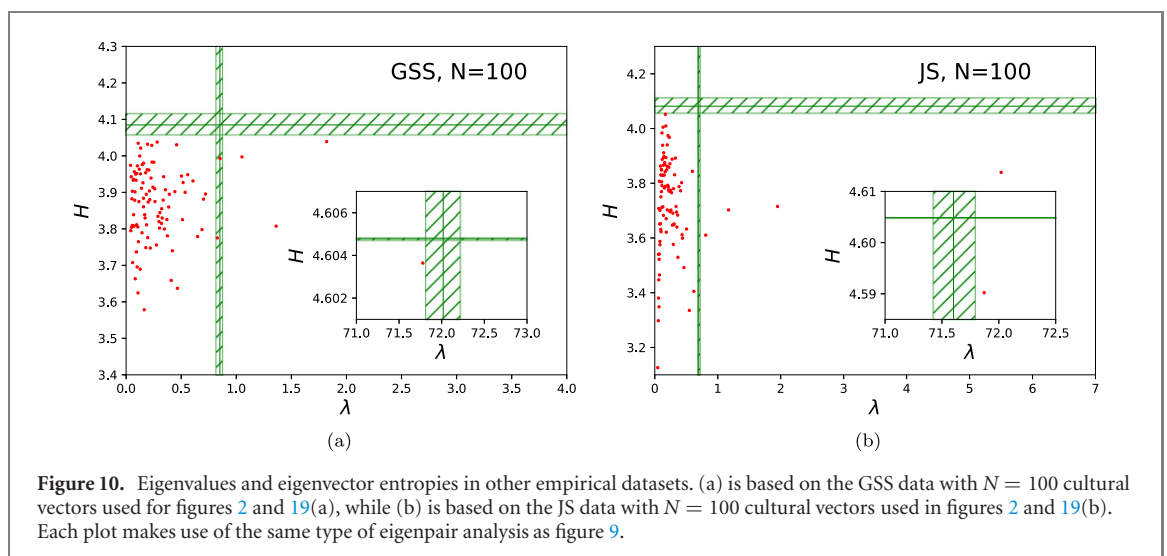 GSS, N=100
H
4.3
4.2
4.1
4.0
3.9
3.8
3.7
3.6
3.5
3.4
0.0 0.5 1.0 1.5 2.0 2.5 3.0 3.5 4.0
λ
H
4.606
4.604
4.602
71.0 71.5 72.0 72.5 73.0
λ
(a)
JS, N=100
H
4.2
4.0
3.8
3.6
3.4
3.2
0 1 2 3 4 5 6 7
λ
H
4.61
4.60
4.59
71.0 71.5 72.0 72.5
λ
(b)
Figure 10. Eigenvalues and eigenvector entropies in other empirical datasets. (a) is based on the GSS data with N = 100 cultural
vectors used for figures 2 and 19(a), while (b) is based on the JS data with N = 100 cultural vectors used in figures 2 and 19(b).
Each plot makes use of the same type of eigenpair analysis as figure 9.